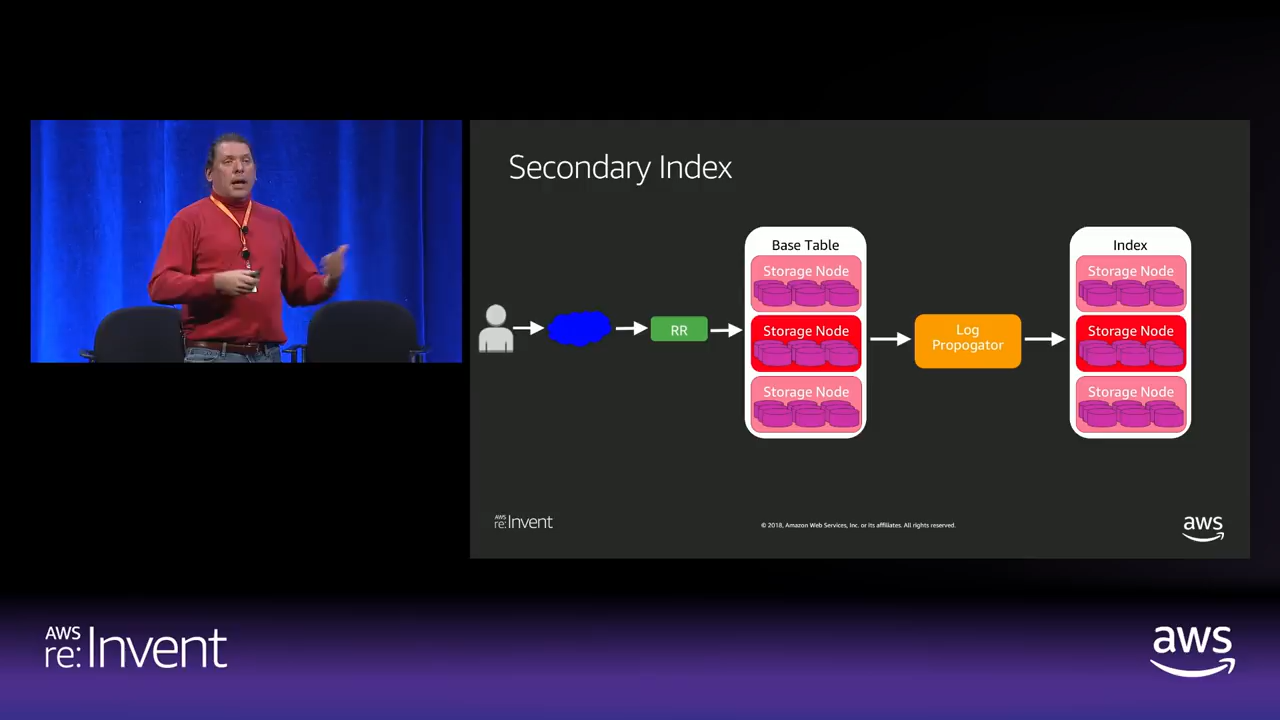 Secondary Index
Base Table
Storage Node
Storage Node
Storage Node
RR
Log
Propogator
Index
Storage Node
Storage Node
Storage Node
AWS
re:Invent
© 2018, Amazon Web Services, Inc. or its affiliates. All rights reserved.
aws
AWS
re:Invent
aws